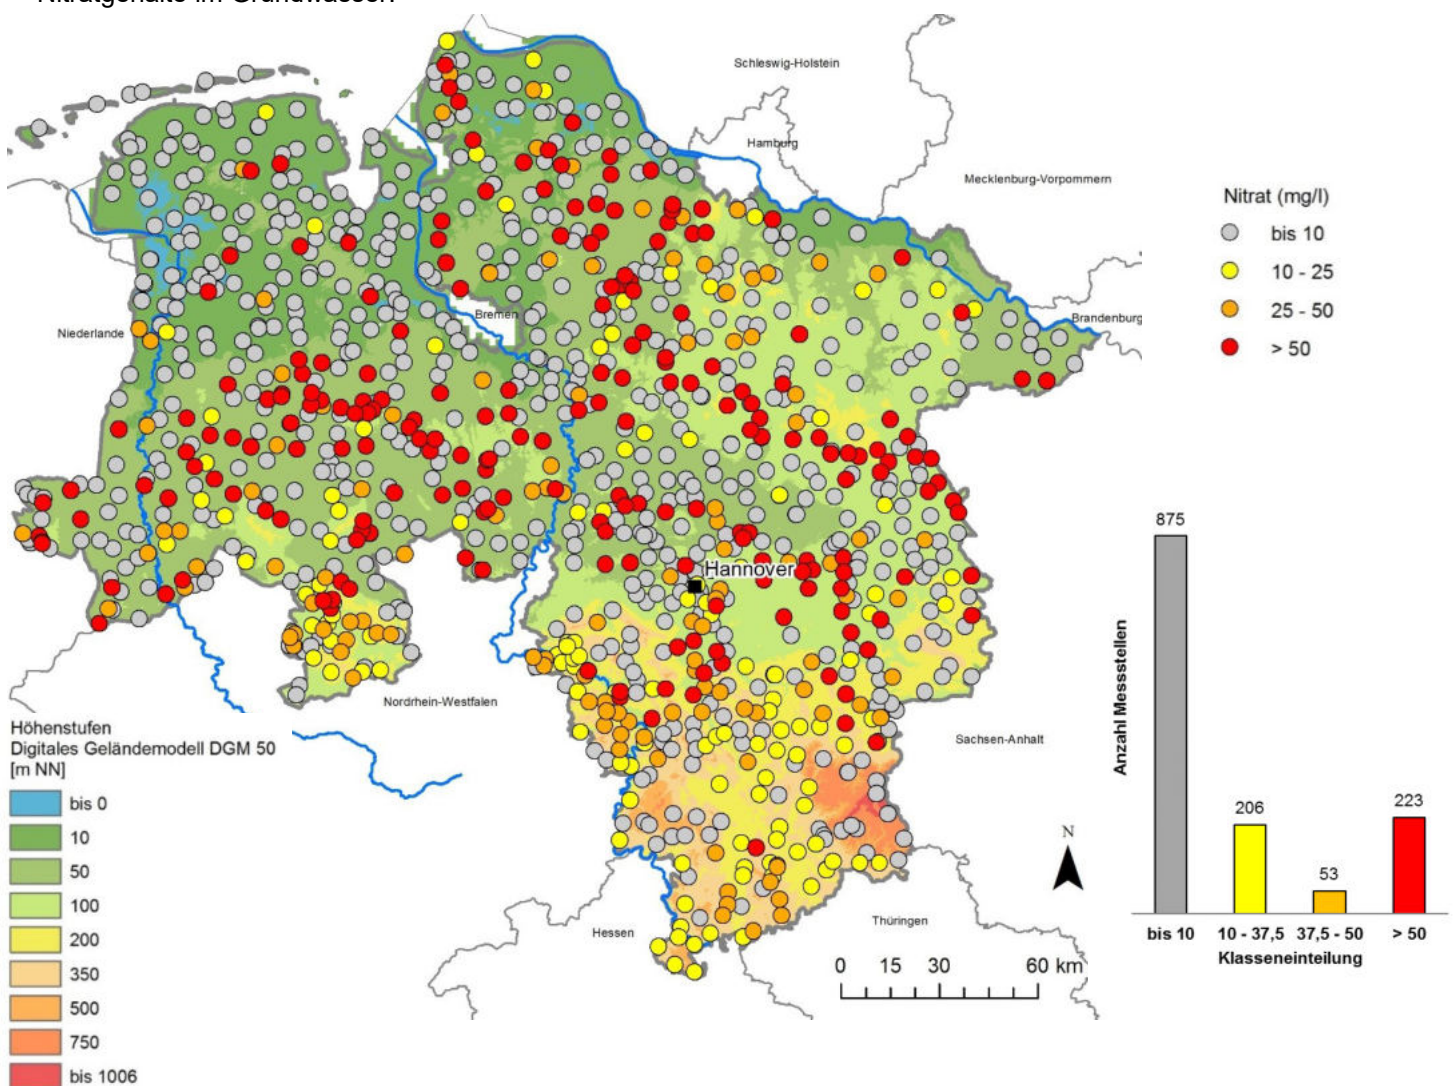 Nitratgehalte im Grundwasser:
Schleswig-Holstein
Hamburg
Mecklenburg-Vorpommern
Niederlande
Bremen
Brandenburg
Hannover
Nordrhein-Westfalen
Sachsen-Anhalt
Hessen
Thüringen
N
0 15 30 60 km
Nitrat (mg/l)
bis 10
10 - 25
25 - 50
> 50
Höhenstufen
Digitales Geländemodell DGM 50
[m NN]
bis 0
10
50
100
200
350
500
750
bis 1006
Anzahl Messstellen
875
206
53
223
bis 10 10 - 37,5 37,5 - 50 > 50
Klasseneinteilung